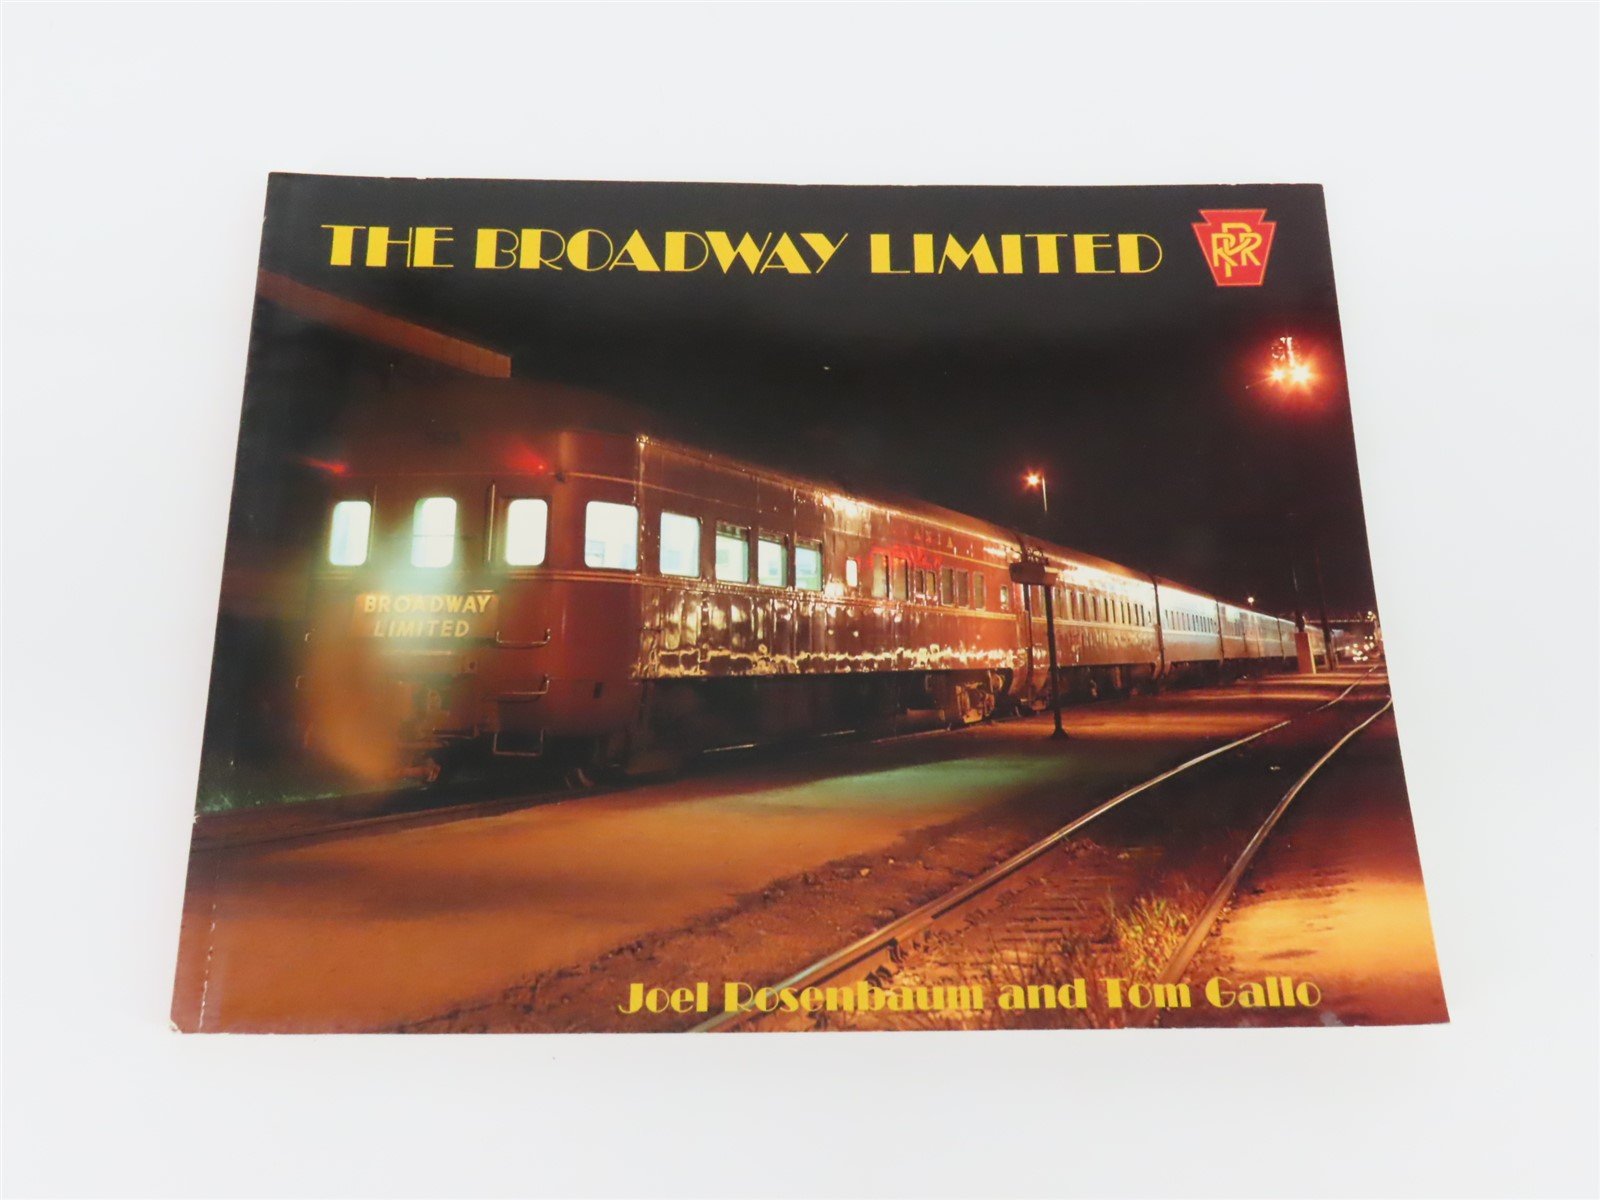 THE BROADWAY LIMITED
PRR
BROADWAY
LIMITED
Joel Rosenbaum and Tom Gallo